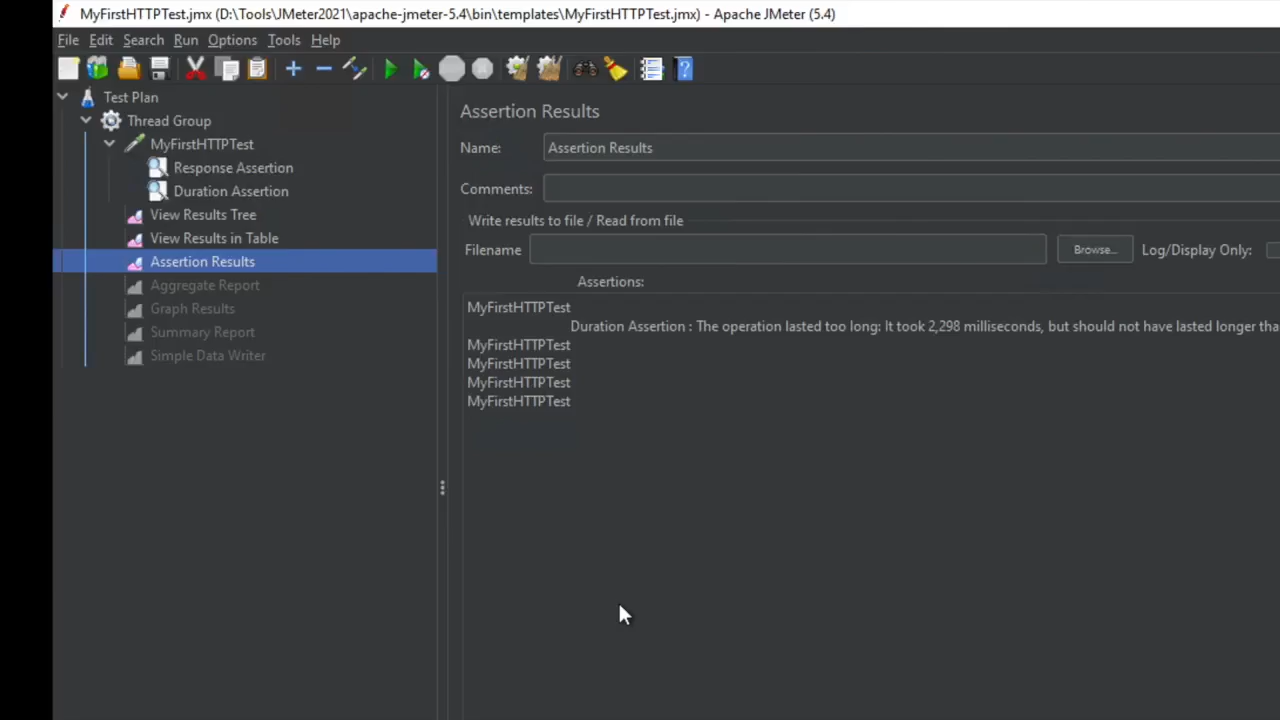 MyFirstHTTPTest.jmx (D:\Tools\JMeter2021\apache-jmeter-5.4\bin\templates\MyFirstHTTPTest.jmx) - Apache JMeter (5.4)
File Edit Search Run Options Tools Help
Test Plan
Thread Group
MyFirstHTTPTest
Response Assertion
Duration Assertion
View Results Tree
View Results in Table
Assertion Results
Aggregate Report
Graph Results
Summary Report
Simple Data Writer
Assertion Results
Name: Assertion Results
Comments:
Write results to file / Read from file
Filename Browse... Log/Display Only:
Assertions:
MyFirstHTTPTest
Duration Assertion : The operation lasted too long: It took 2,298 milliseconds, but should not have lasted longer tha
MyFirstHTTPTest
MyFirstHTTPTest
MyFirstHTTPTest
MyFirstHTTPTest